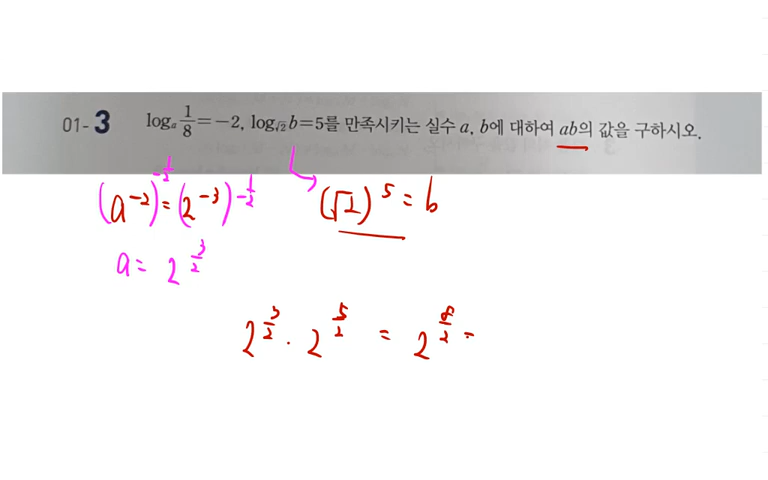 01-3 logₐ 1/8 = −2, log_√2 b = 5를 만족시키는 실수 a, b에 대하여 ab의 값을 구하시오.
(a⁻²)^(-1/2) = (2⁻³)^(-1/2) (√2)⁵ = b
a = 2^(3/2)
2^(3/2) · 2^(5/2) = 2^(8/2) =